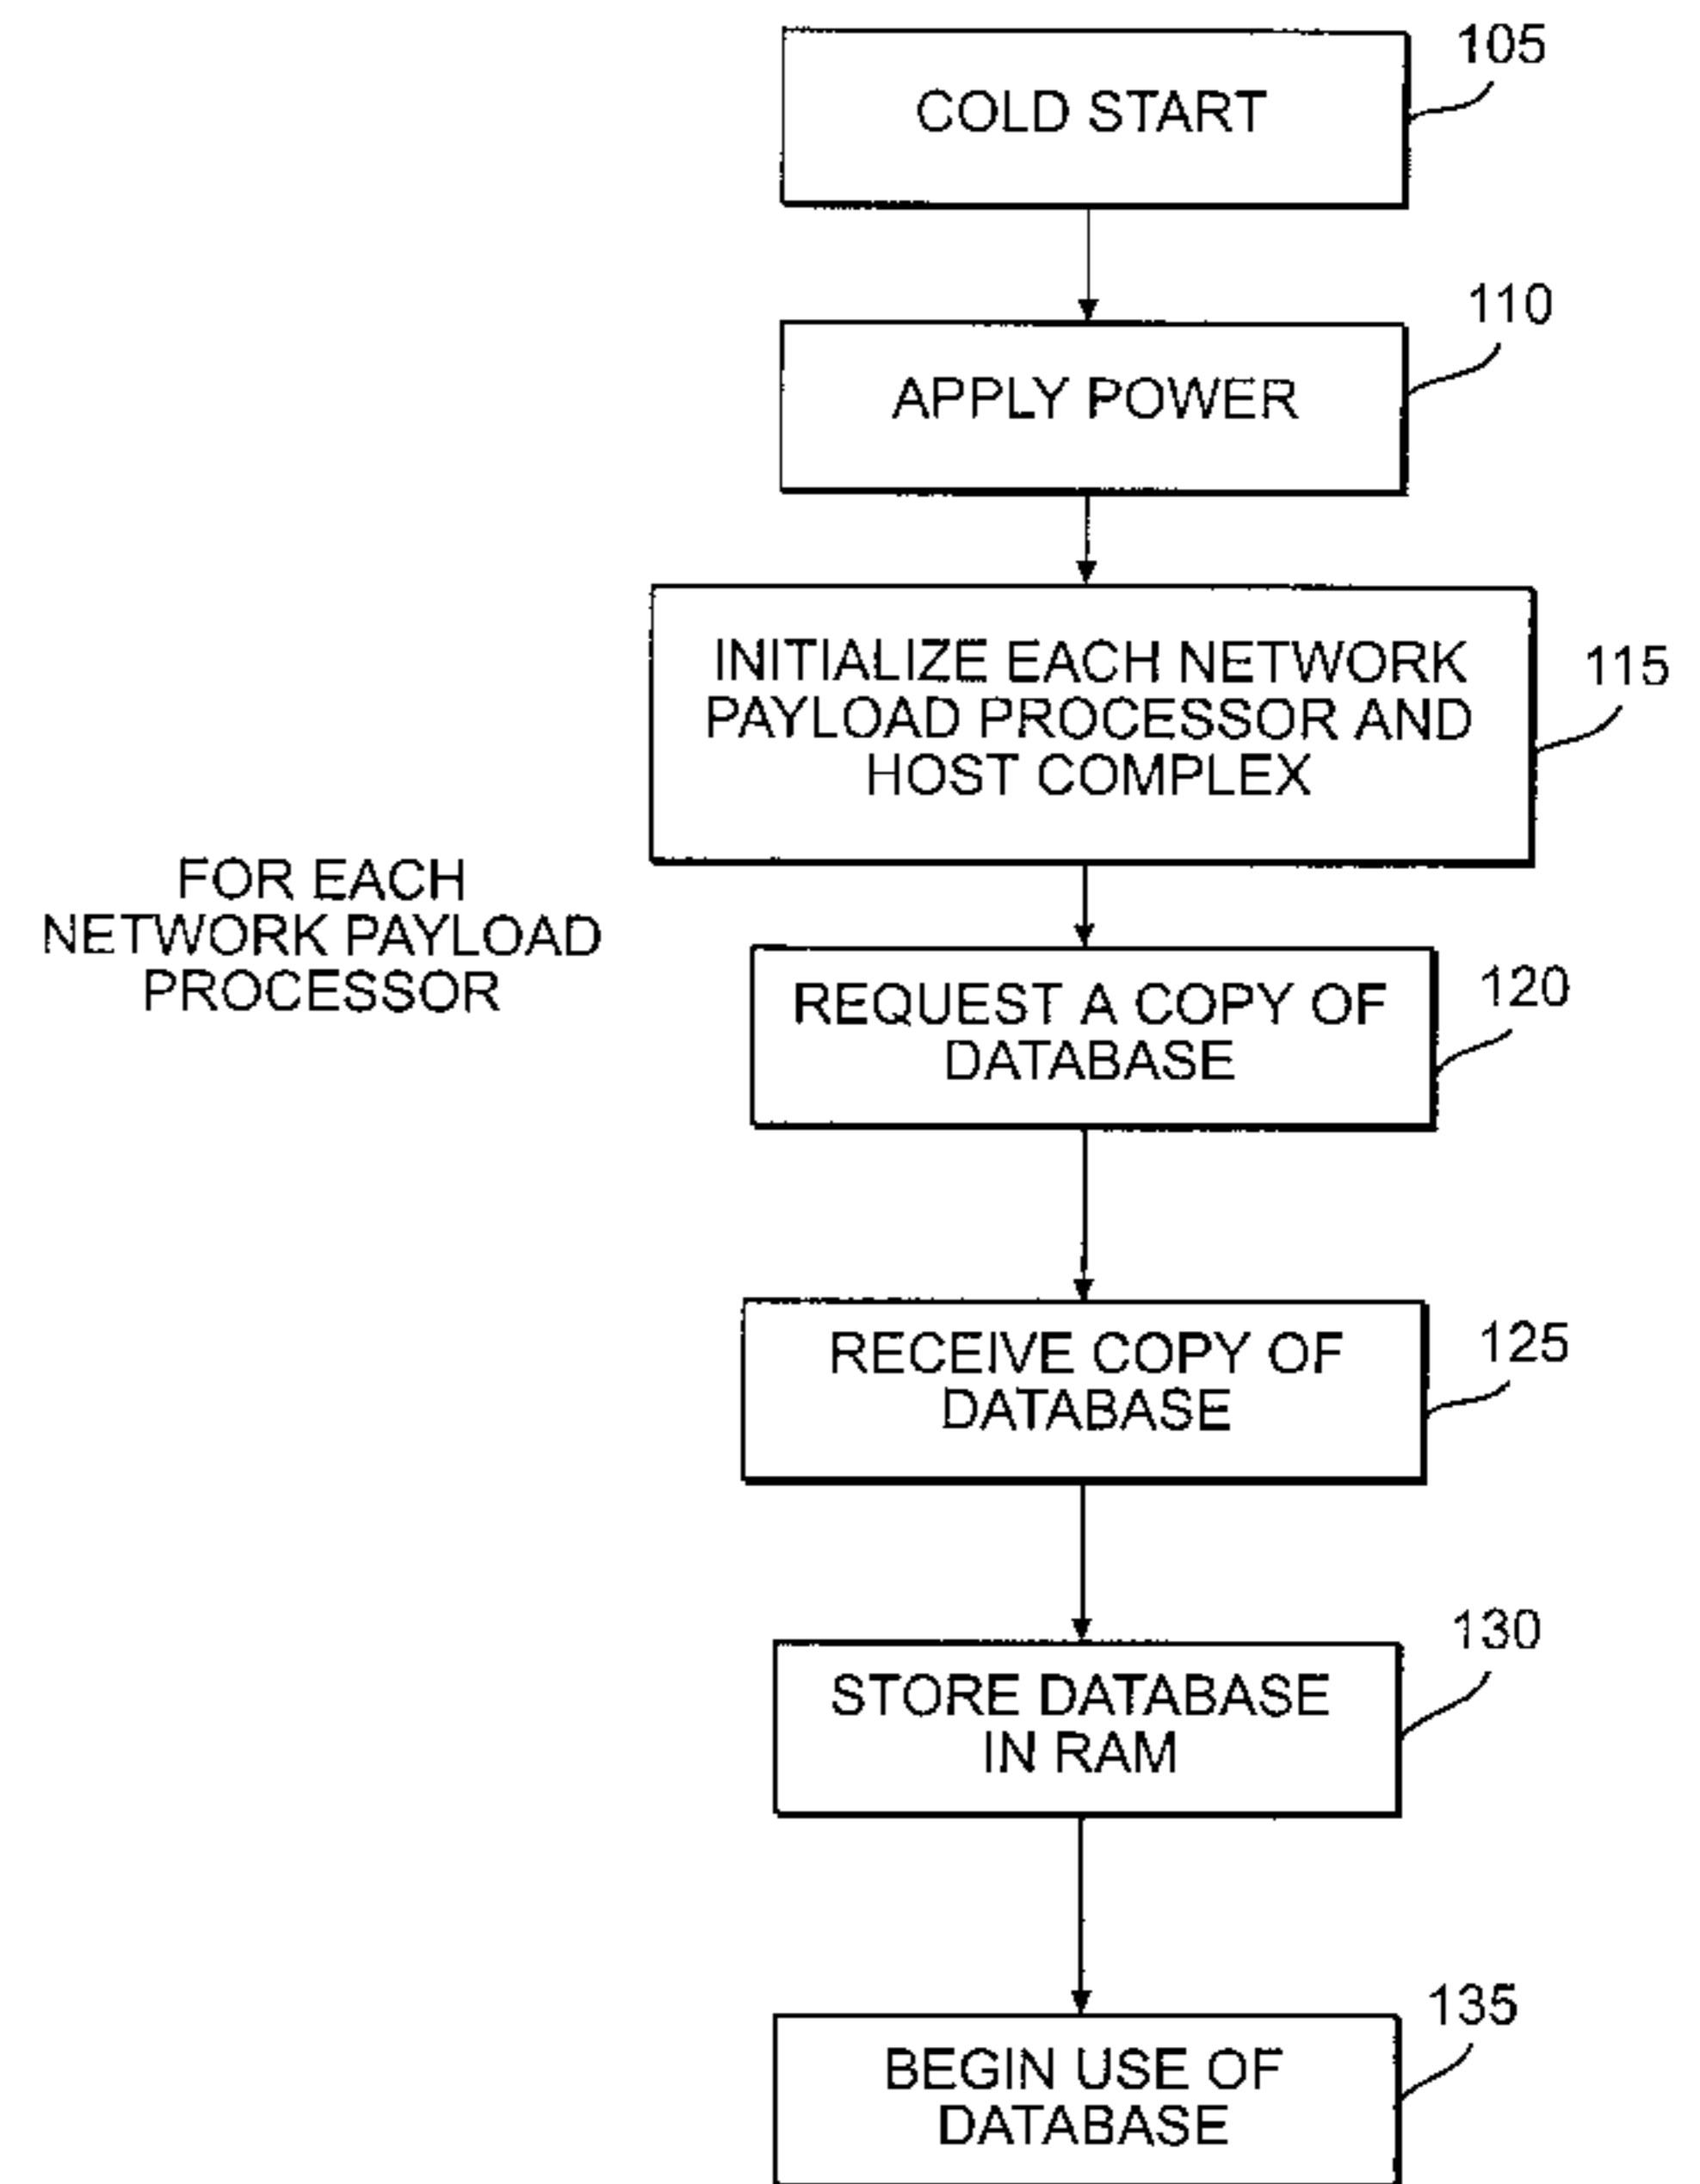 COLD START
105
APPLY POWER
110
INITIALIZE EACH NETWORK
PAYLOAD PROCESSOR AND
HOST COMPLEX
115
FOR EACH
NETWORK PAYLOAD
PROCESSOR
REQUEST A COPY OF
DATABASE
120
RECEIVE COPY OF
DATABASE
125
STORE DATABASE
IN RAM
130
BEGIN USE OF
DATABASE
135